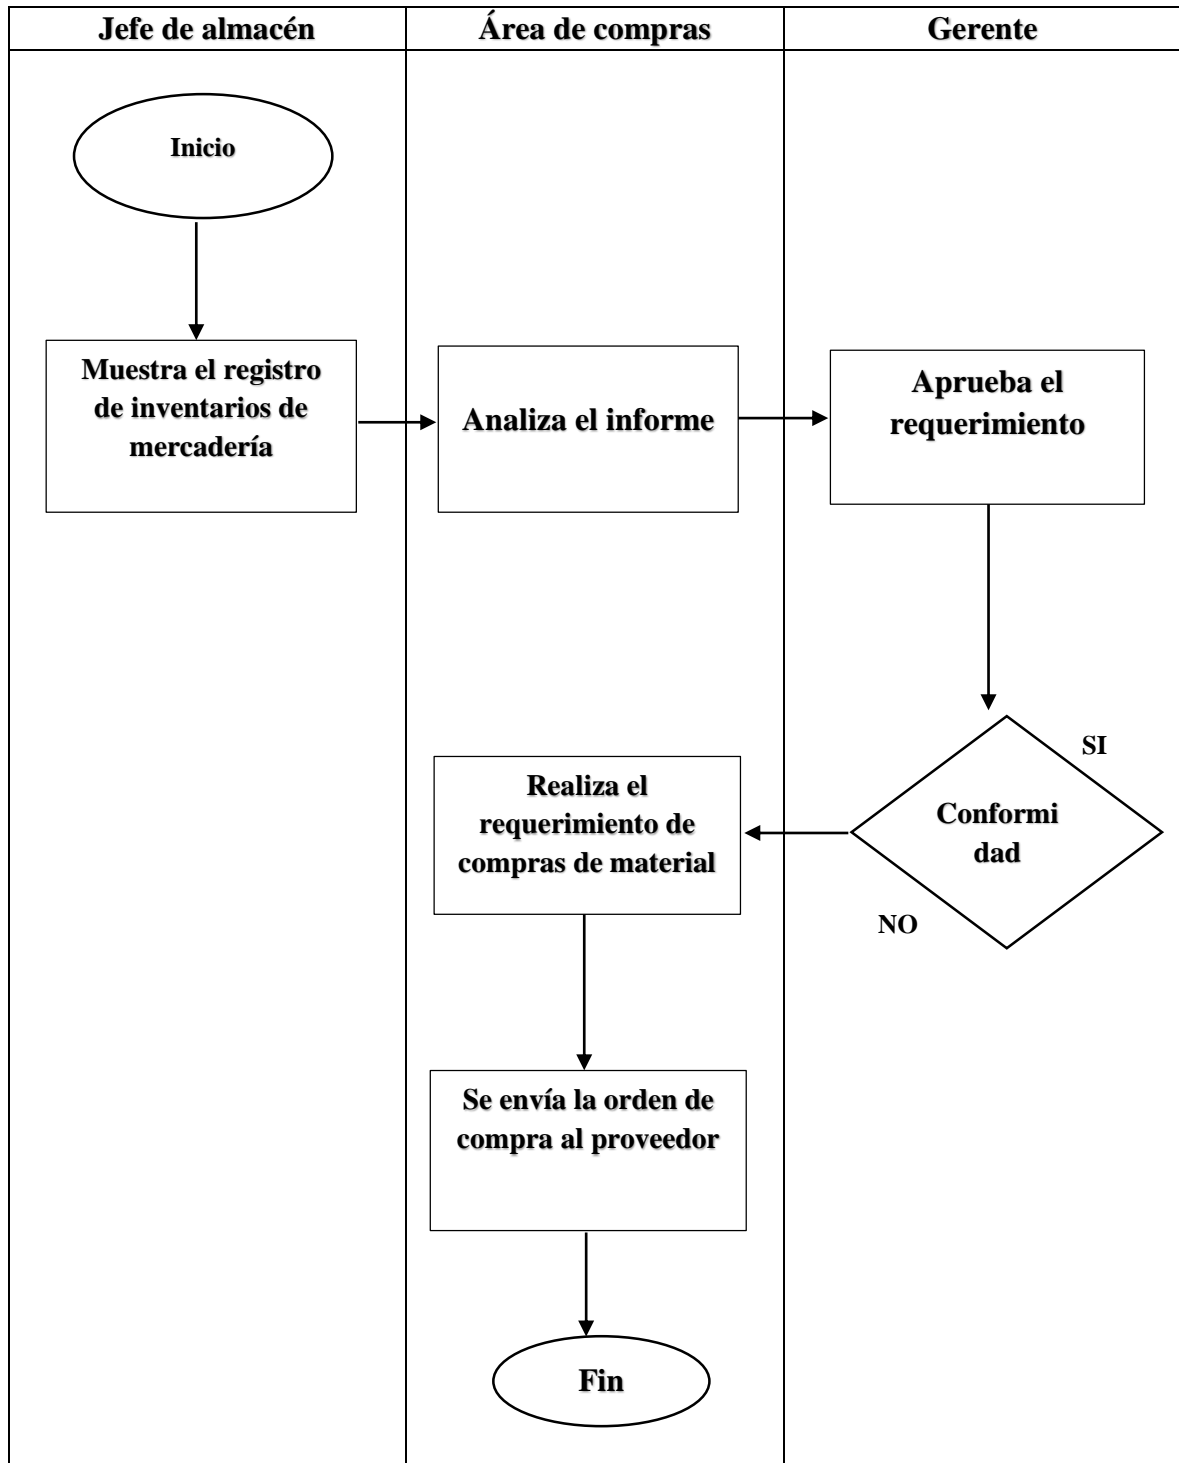 Jefe de almacén
Área de compras
Gerente
Inicio
Muestra el registro
de inventarios de
mercadería
Analiza el informe
Aprueba el
requerimiento
SI
Conformi
dad
NO
Realiza el
requerimiento de
compras de material
Se envía la orden de
compra al proveedor
Fin